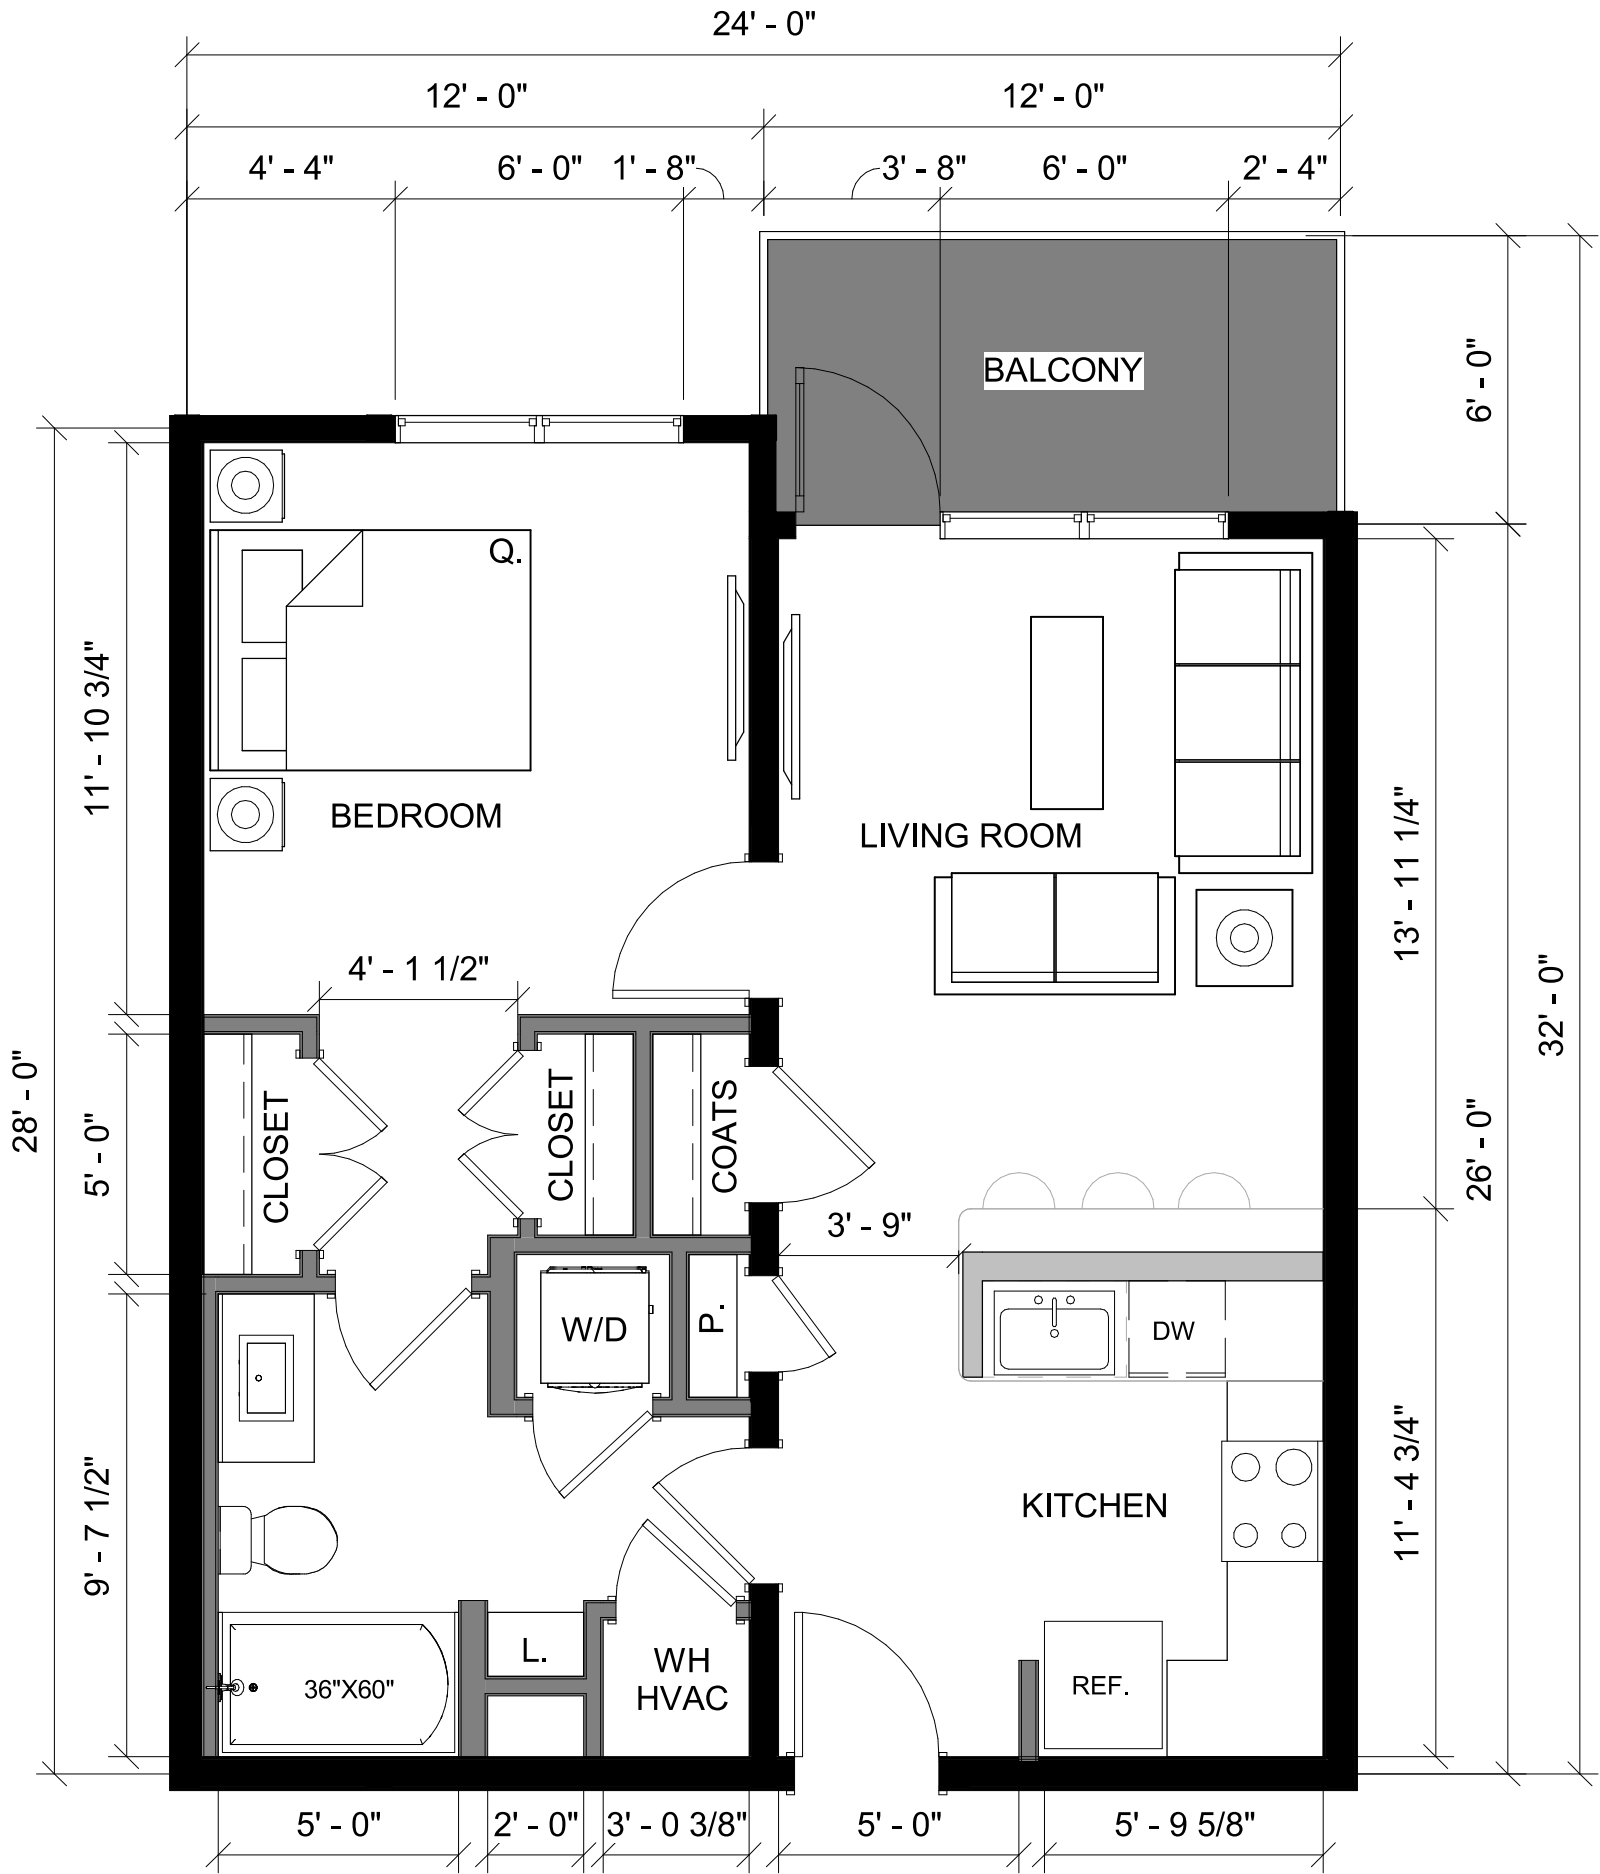 24' - 0"
12' - 0"
12' - 0"
4' - 4"
6' - 0"
1' - 8"
3' - 8"
6' - 0"
2' - 4"
BALCONY
6' - 0"
Q.
11' - 10 3/4"
BEDROOM
LIVING ROOM
13' - 11 1/4"
4' - 1 1/2"
32' - 0"
28' - 0"
5' - 0"
CLOSET
CLOSET
COATS
26' - 0"
3' - 9"
W/D
P.
DW
9' - 7 1/2"
KITCHEN
11' - 4 3/4"
L.
WH
HVAC
36"X60"
REF.
5' - 0"
2' - 0"
3' - 0 3/8"
5' - 0"
5' - 9 5/8"